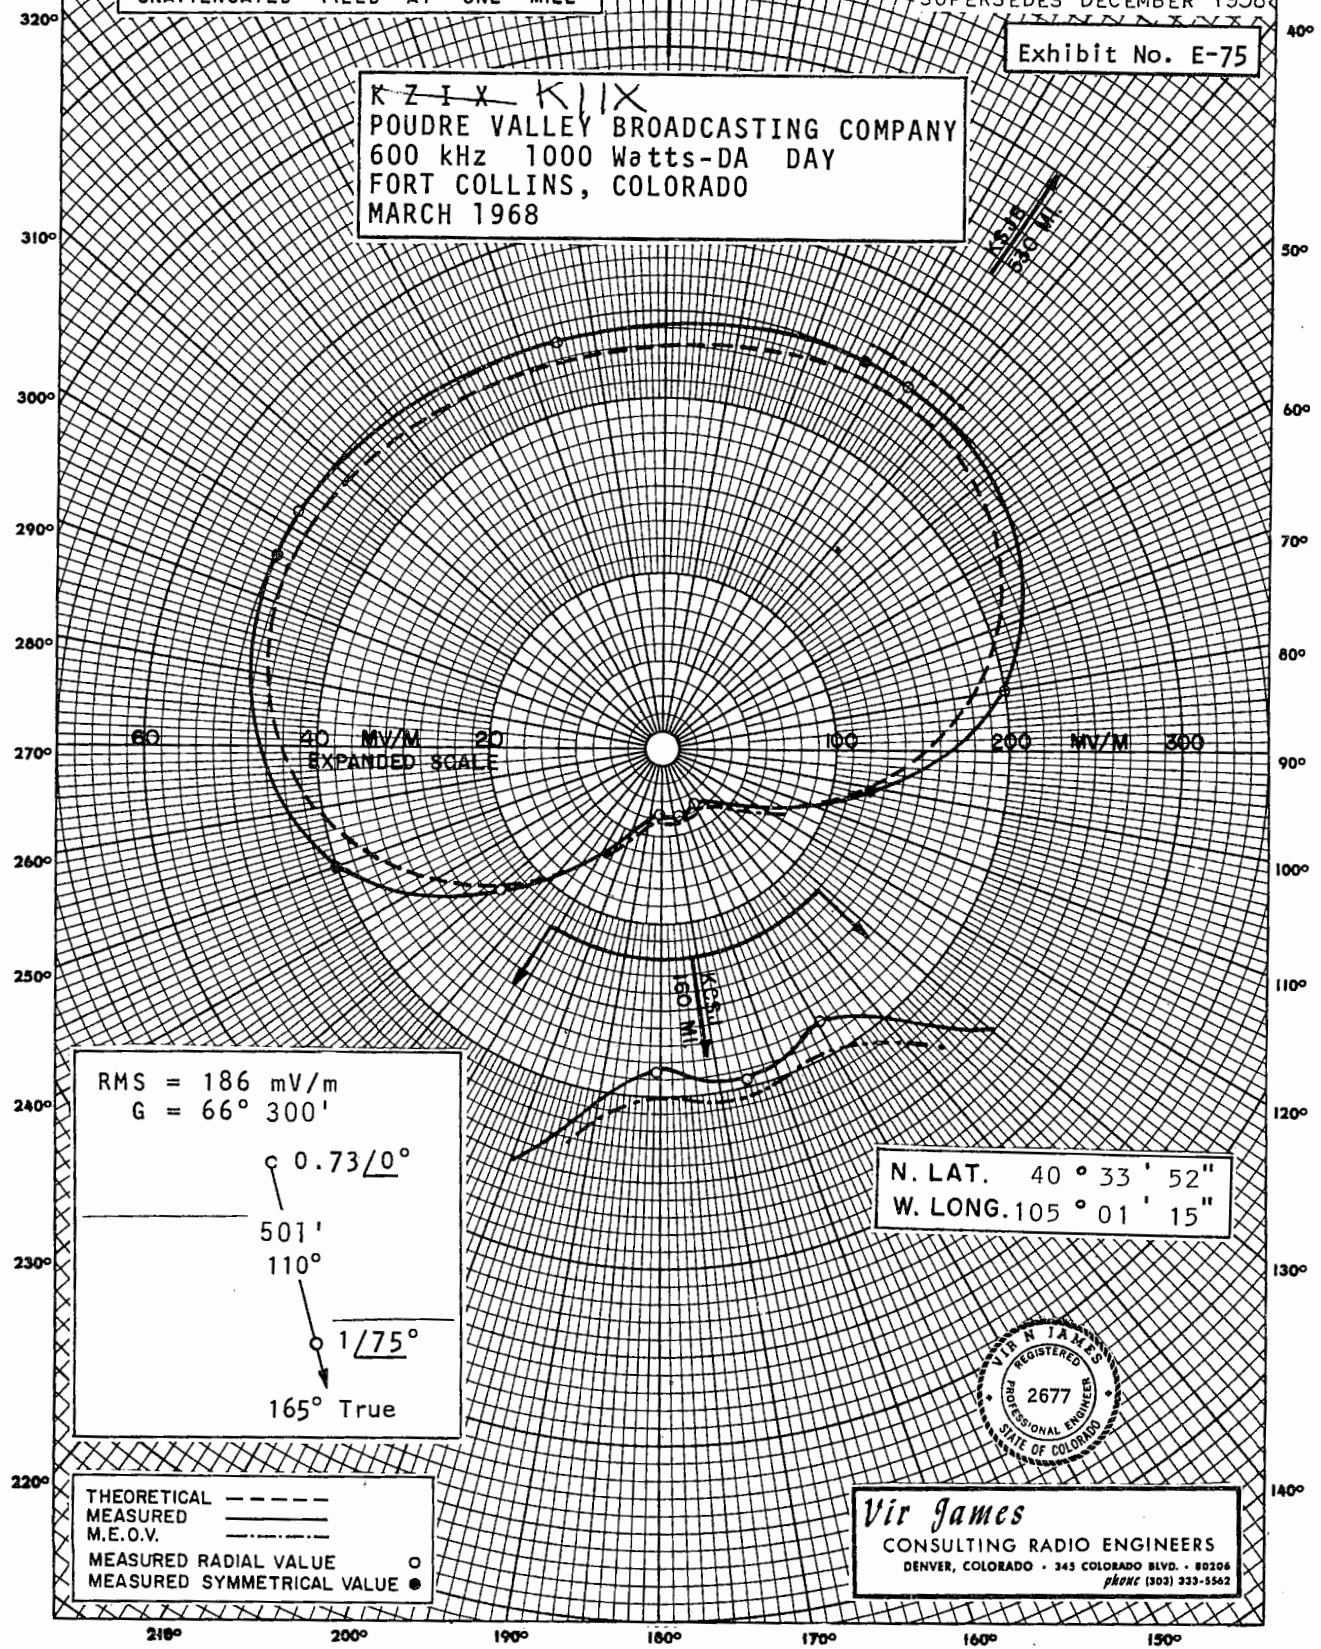 UNATTENUATED FIELD AT ONE MILE
SUPERSEDES DECEMBER 1958
Exhibit No. E-75
K Z I X KIIX
POUDRE VALLEY BROADCASTING COMPANY
600 kHz 1000 Watts-DA DAY
FORT COLLINS, COLORADO
MARCH 1968
KSJB
530 MI.
320°
310°
300°
290°
280°
270°
260°
250°
240°
230°
220°
210°
200°
190°
180°
170°
160°
150°
40°
50°
60°
70°
80°
90°
100°
110°
120°
130°
140°
60 40 MV/M 20 100 200 MV/M 300
EXPANDED SCALE
160 MI
RMS = 186 mV/m
G = 66° 300'
0.73/0°
501'
110°
1/75°
165° True
N. LAT. 40 ° 33 ' 52"
W. LONG. 105 ° 01 ' 15"
VIR N JAMES
REGISTERED
2677
PROFESSIONAL ENGINEER
STATE OF COLORADO
THEORETICAL
MEASURED
M.E.O.V.
MEASURED RADIAL VALUE
MEASURED SYMMETRICAL VALUE
Vir James
CONSULTING RADIO ENGINEERS
DENVER, COLORADO • 345 COLORADO BLVD. • 80206
phone (303) 333-5562